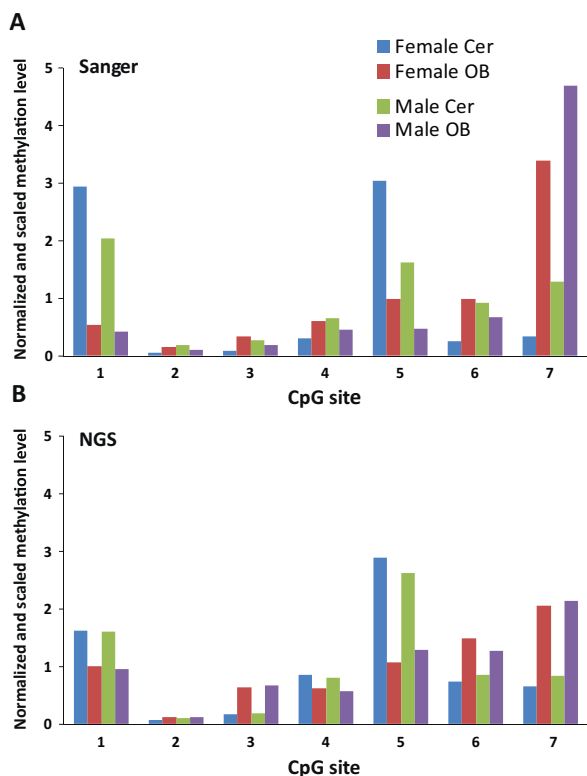 A
Sanger
Female Cer
Female OB
Male Cer
Male OB
Normalized and scaled methylation level
5
4
3
2
1
0
1 2 3 4 5 6 7
CpG site
B
NGS
Normalized and scaled methylation level
5
4
3
2
1
0
1 2 3 4 5 6 7
CpG site